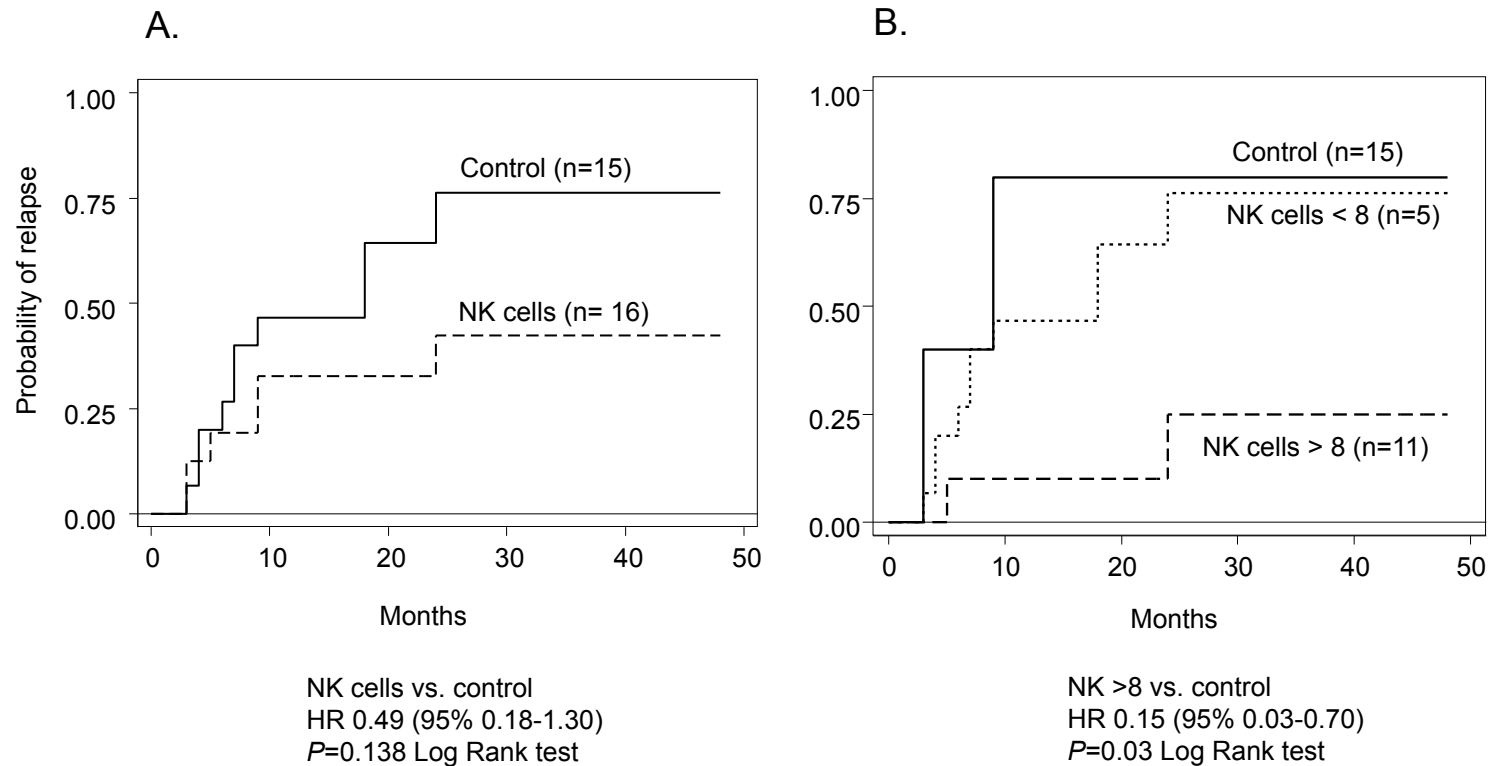 A.
Probability of relapse
1.00
0.75
0.50
0.25
0.00
Control (n=15)
NK cells (n= 16)
0 10 20 30 40 50
Months
NK cells vs. control
HR 0.49 (95% 0.18-1.30)
P=0.138 Log Rank test
B.
1.00
0.75
0.50
0.25
0.00
Control (n=15)
NK cells < 8 (n=5)
NK cells > 8 (n=11)
0 10 20 30 40 50
Months
NK >8 vs. control
HR 0.15 (95% 0.03-0.70)
P=0.03 Log Rank test